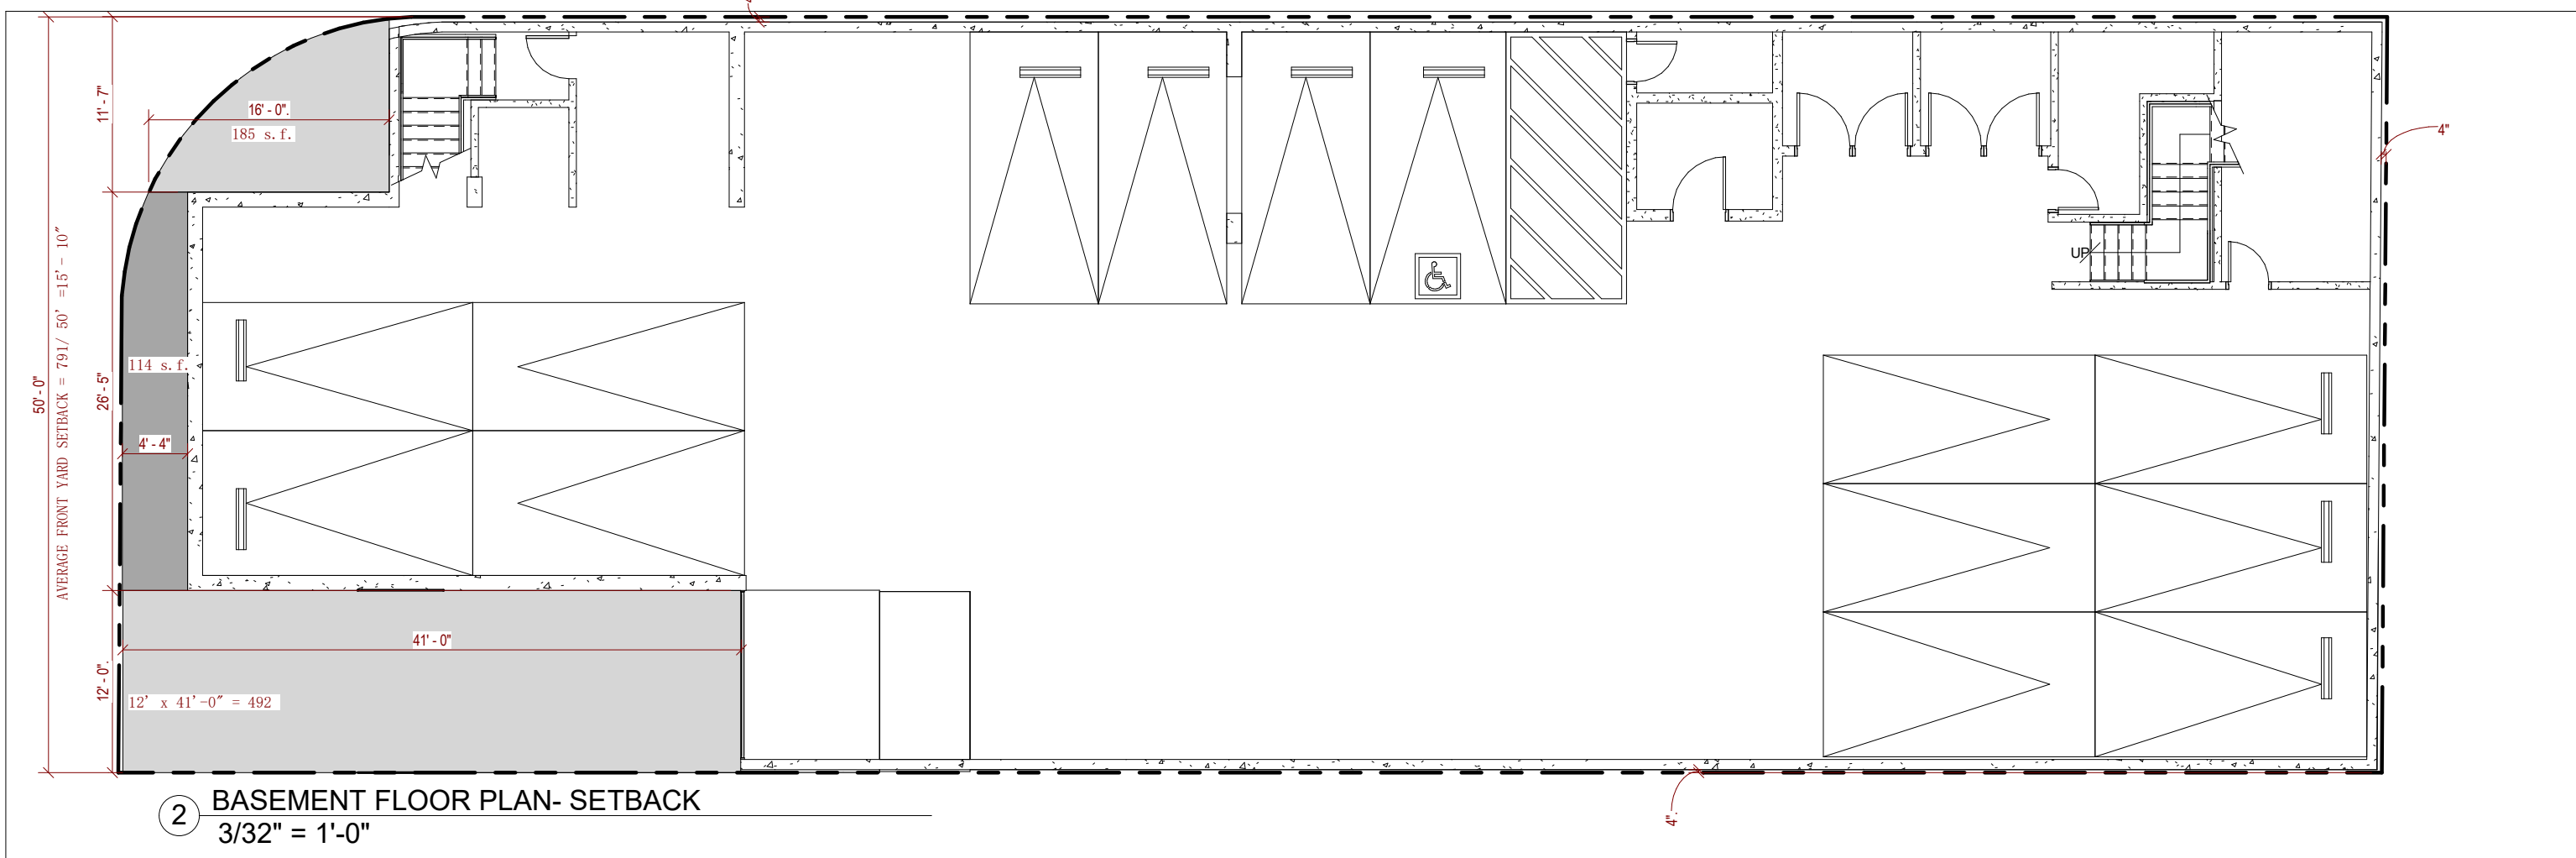 4"
11' - 7"
16' - 0".
185 s.f.
4"
UP
50' - 0"
AVERAGE FRONT YARD SETBACK = 791/ 50' =15' - 10"
26' - 5"
114 s.f.
4' - 4"
41' - 0"
12' - 0".
12' x 41'-0" = 492
4".
2
BASEMENT FLOOR PLAN- SETBACK
3/32" = 1'-0"